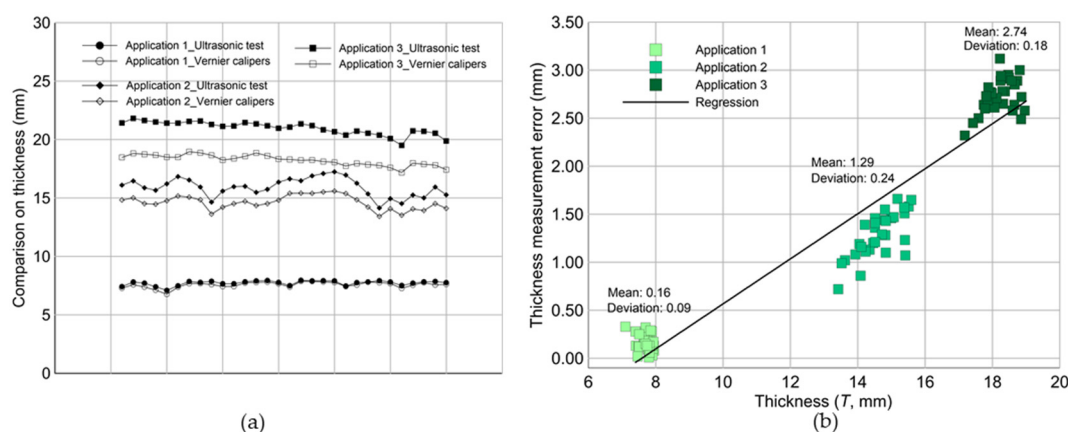 30
25
20
15
10
5
0
Comparison on thickness (mm)
Application 1_Ultrasonic test
Application 1_Vernier calipers
Application 2_Ultrasonic test
Application 2_Vernier calipers
Application 3_Ultrasonic test
Application 3_Vernier calipers
(a)
3.50
3.00
2.50
2.00
1.50
1.00
0.50
0.00
Thickness measurement error (mm)
Application 1
Application 2
Application 3
Regression
Mean: 2.74
Deviation: 0.18
Mean: 1.29
Deviation: 0.24
Mean: 0.16
Deviation: 0.09
6 8 10 12 14 16 18 20
Thickness (T, mm)
(b)